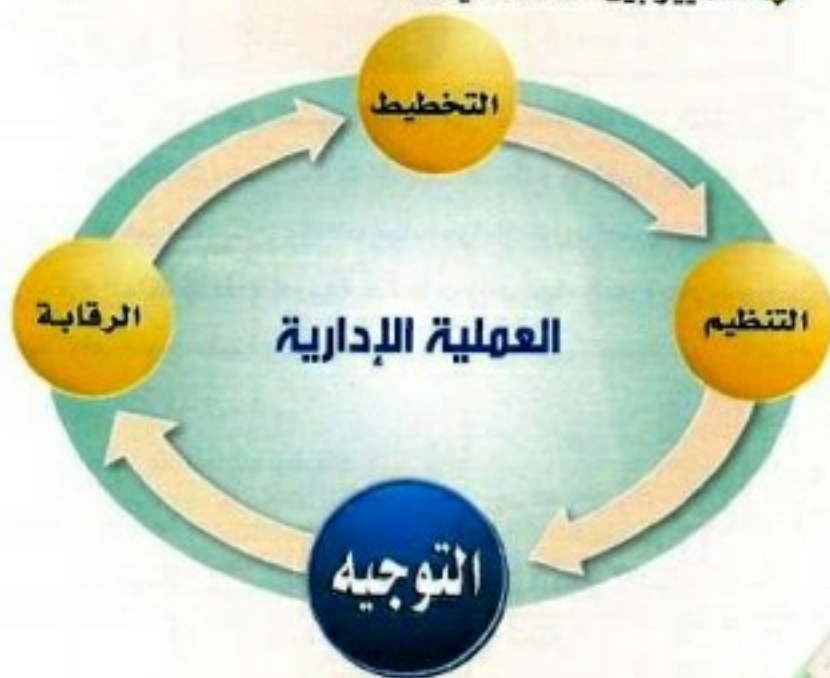 التخطيط
التنظيم
الرقابة
العملية الإدارية
التوجيه